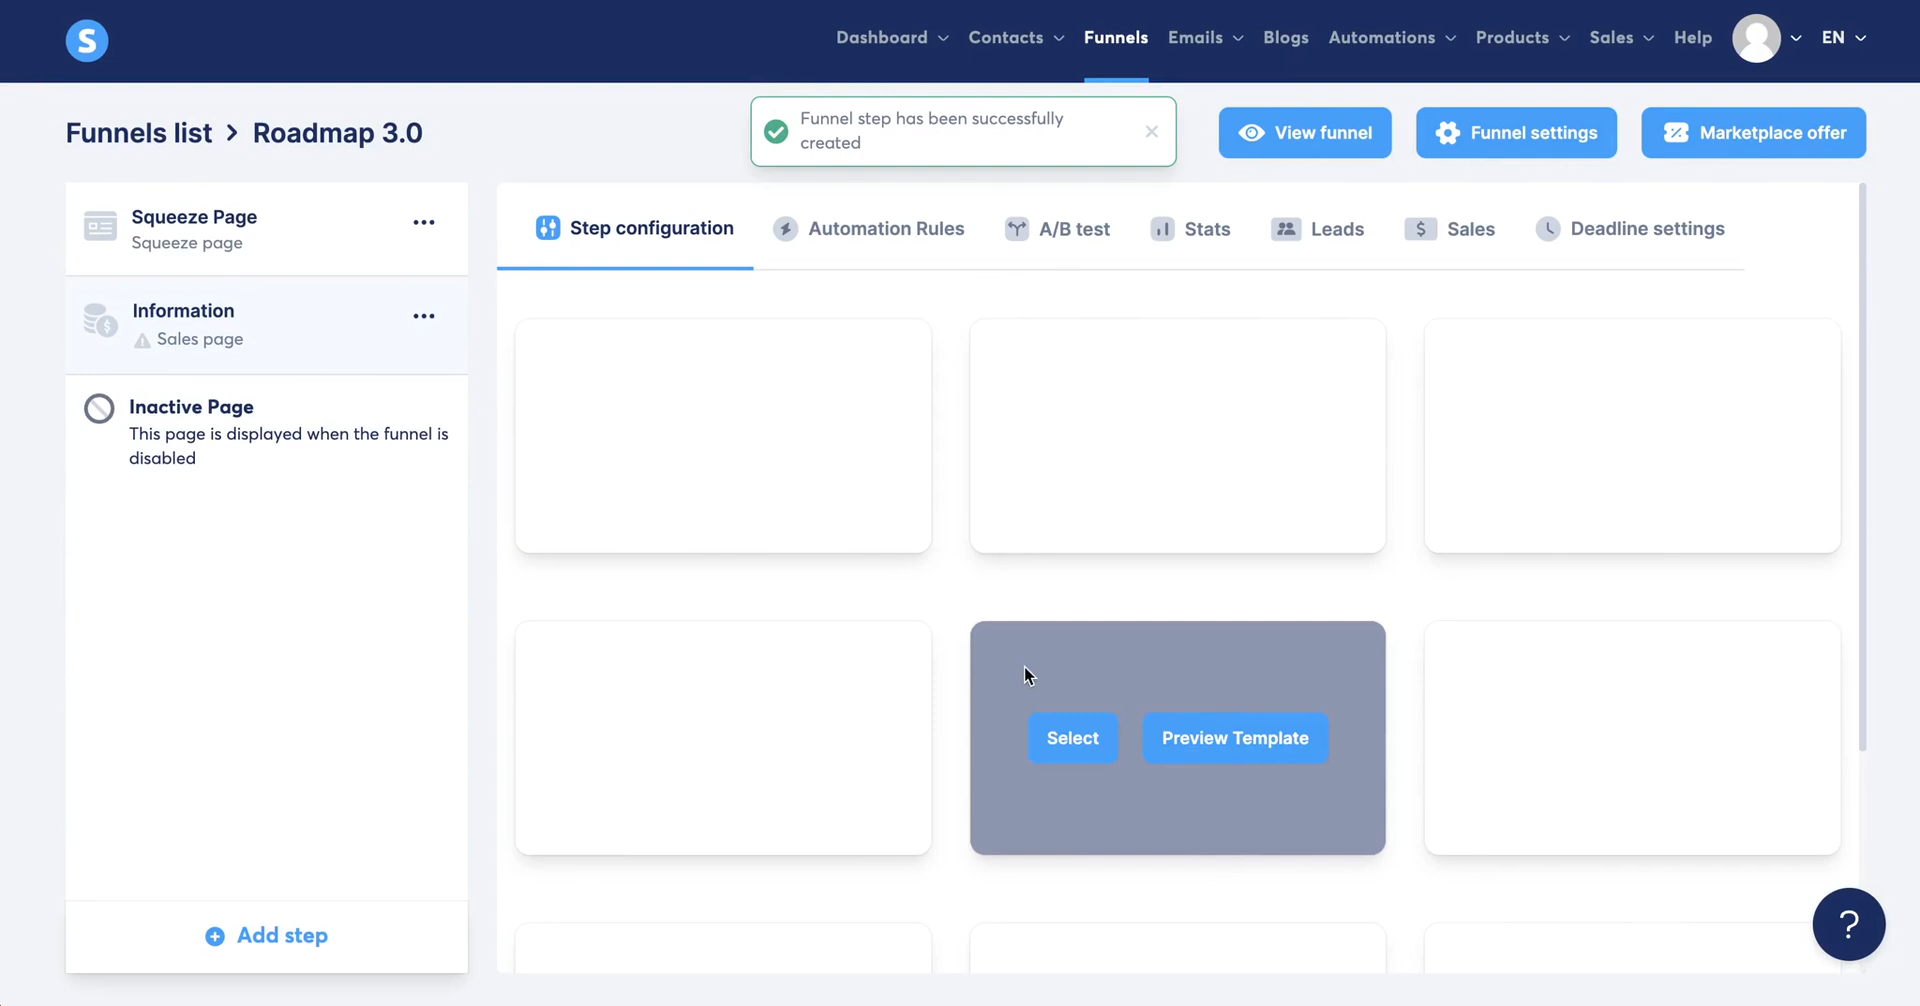 S
Dashboard
Contacts
Funnels
Emails
Blogs
Automations
Products
Sales
Help
EN
Funnels list > Roadmap 3.0
Funnel step has been successfully
created
View funnel
Funnel settings
Marketplace offer
Squeeze Page
Squeeze page
Information
Sales page
Inactive Page
This page is displayed when the funnel is
disabled
Add step
Step configuration
Automation Rules
A/B test
Stats
Leads
$
Sales
Deadline settings
Select
Preview Template
?